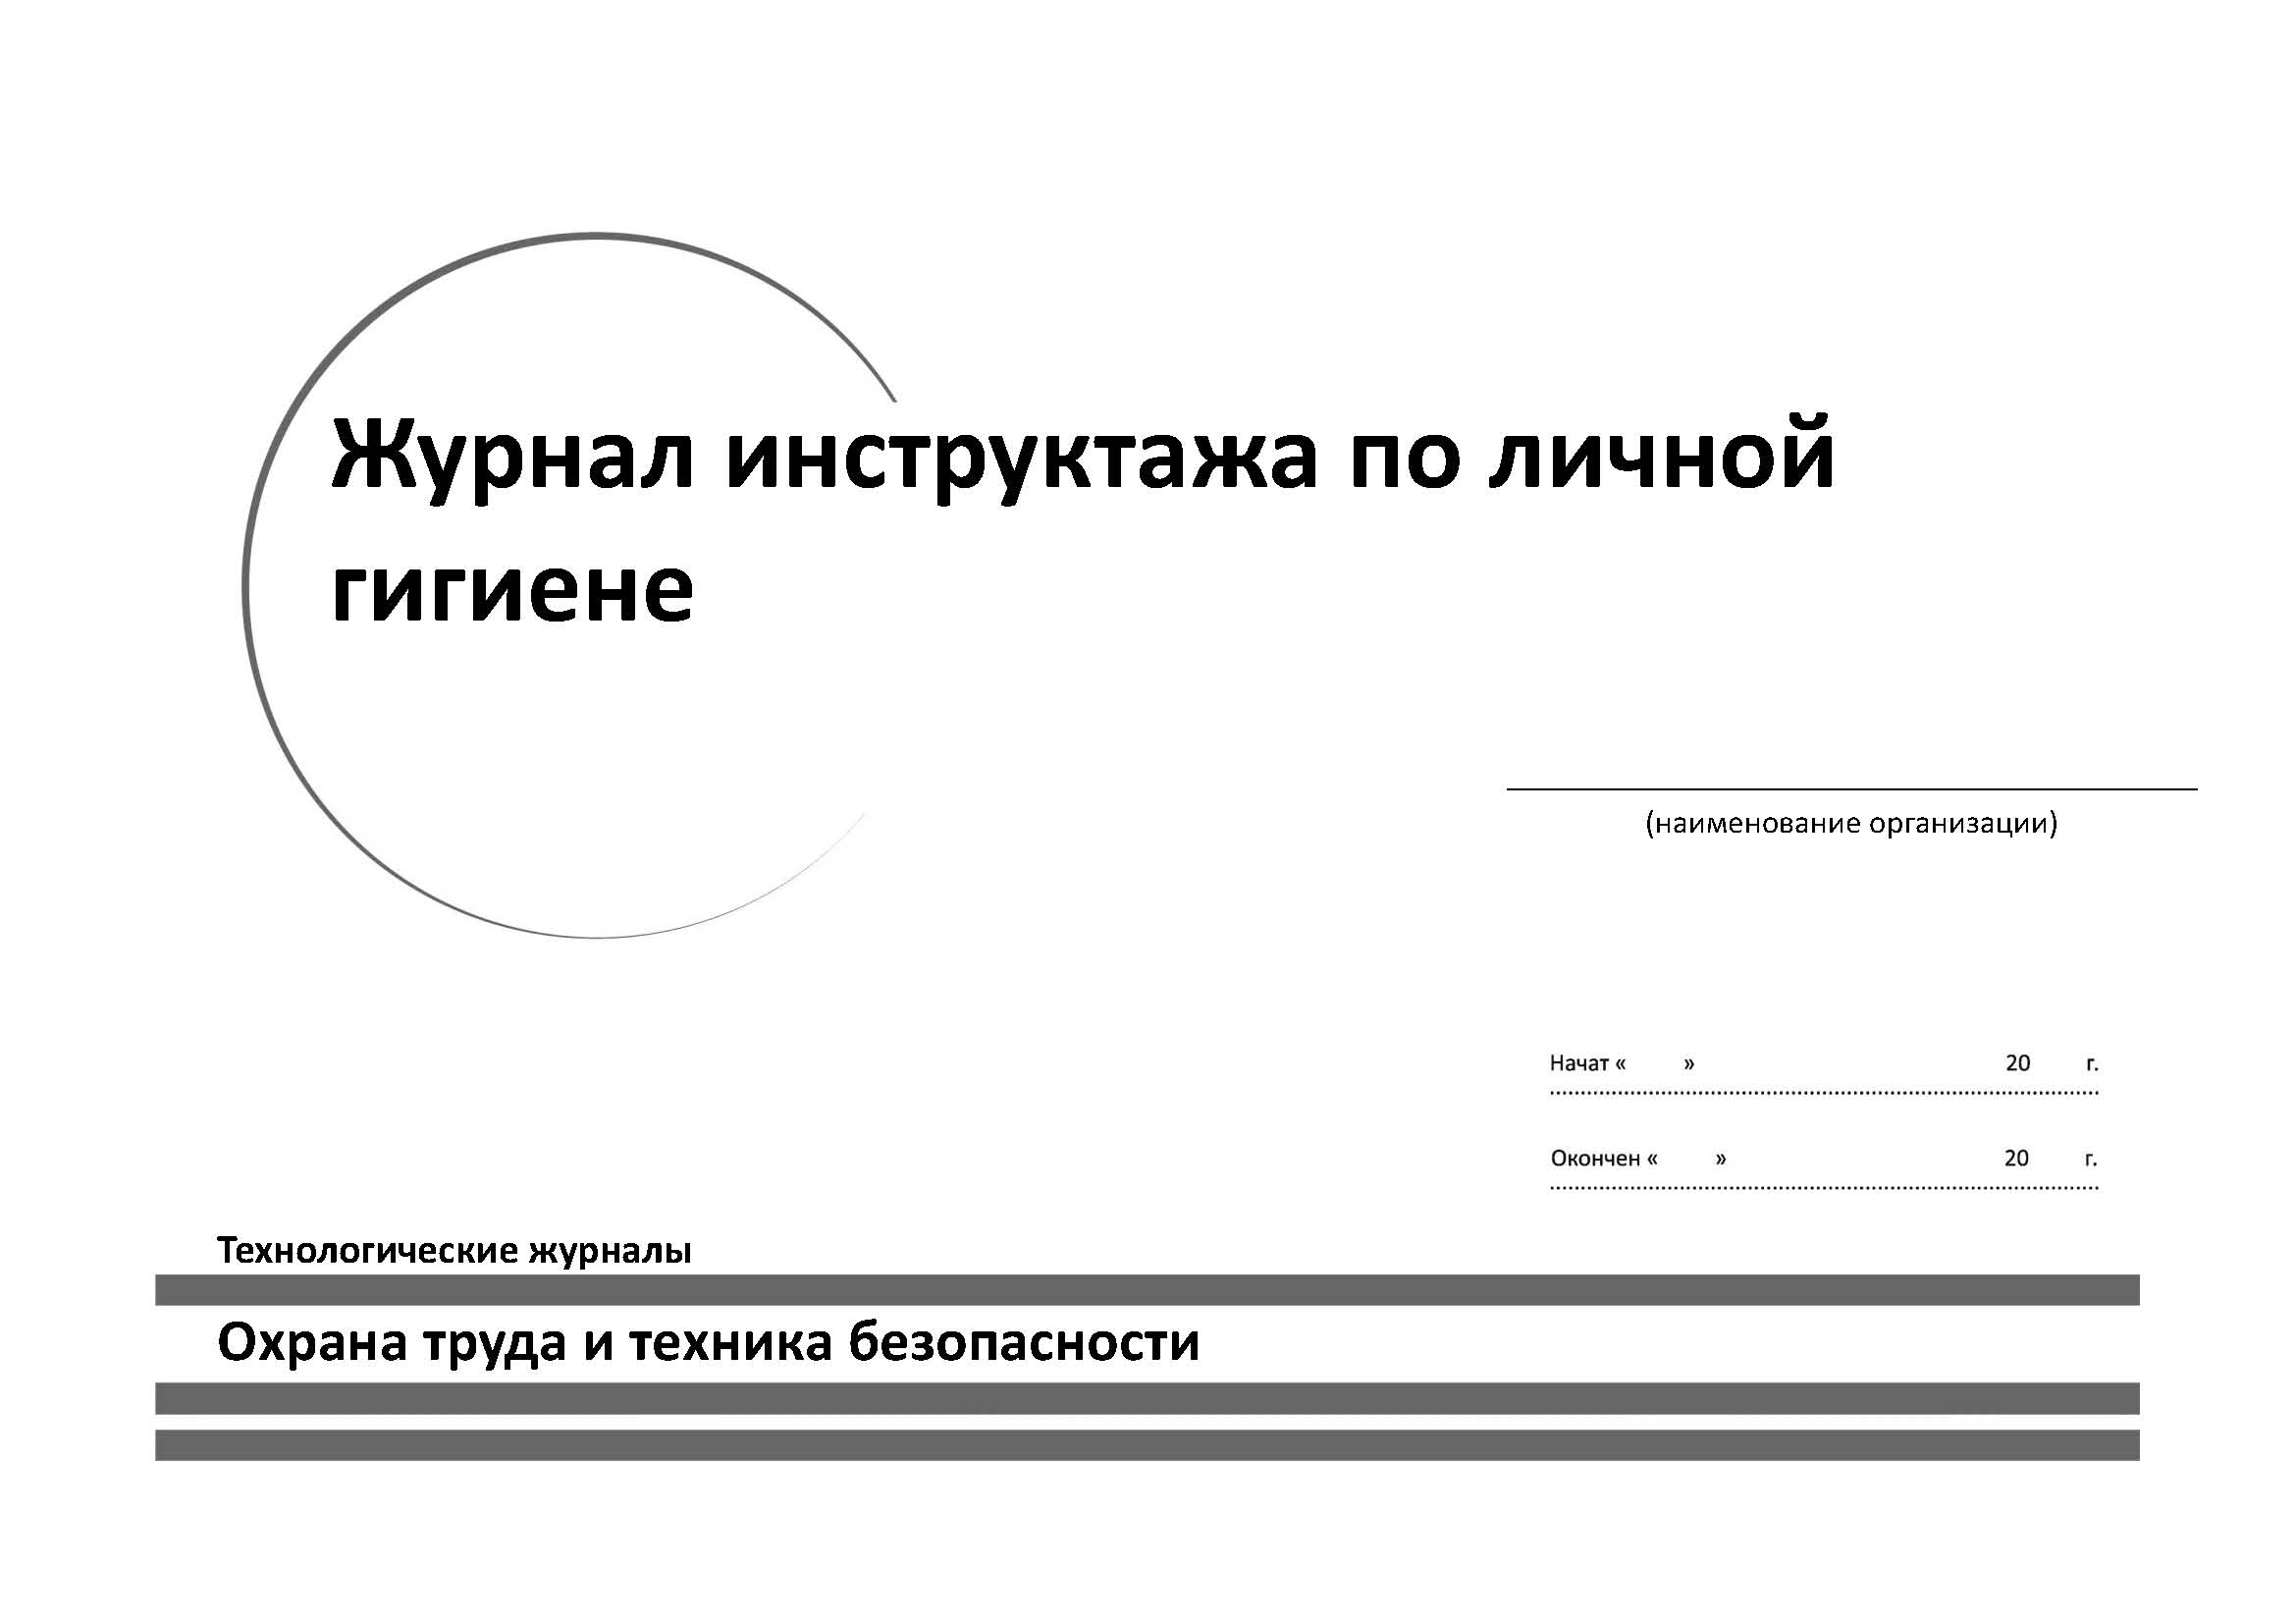 Журнал инструктажа по личной
гигиене
(наименование организации)
Начат « » 20 г.
Окончен « » 20 г.
Технологические журналы
Охрана труда и техника безопасности